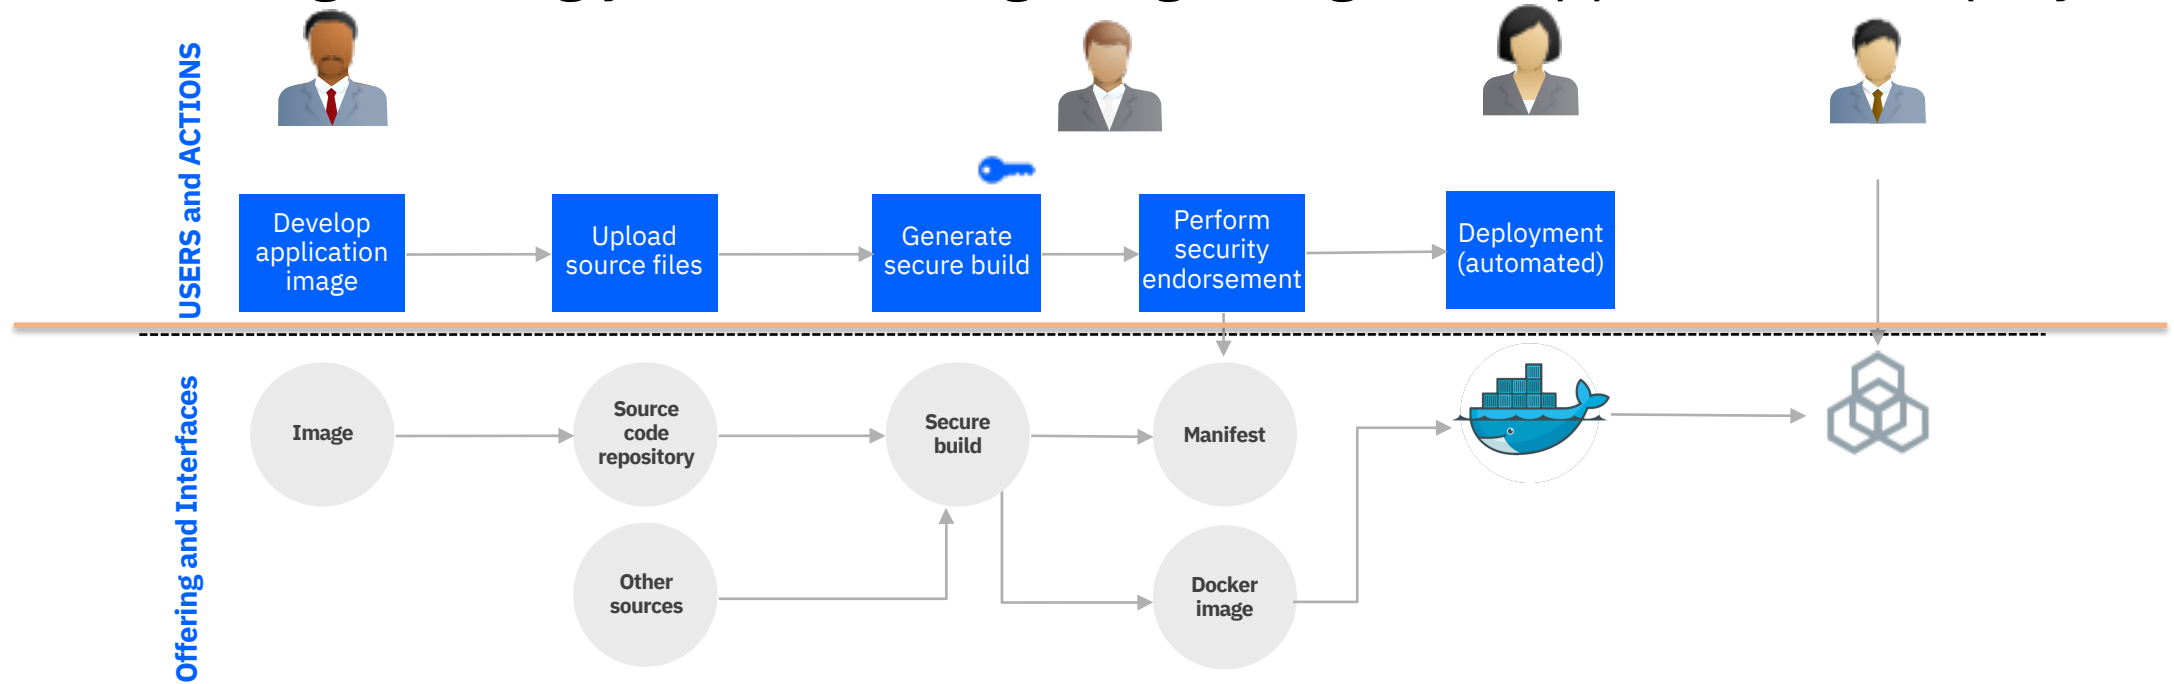 USERS and ACTIONS
Develop
application
image
Upload
source files
Generate
secure build
Perform
security
endorsement
Deployment
(automated)
Offering and Interfaces
Image
Source
code
repository
Secure
build
Manifest
Other
sources
Docker
image